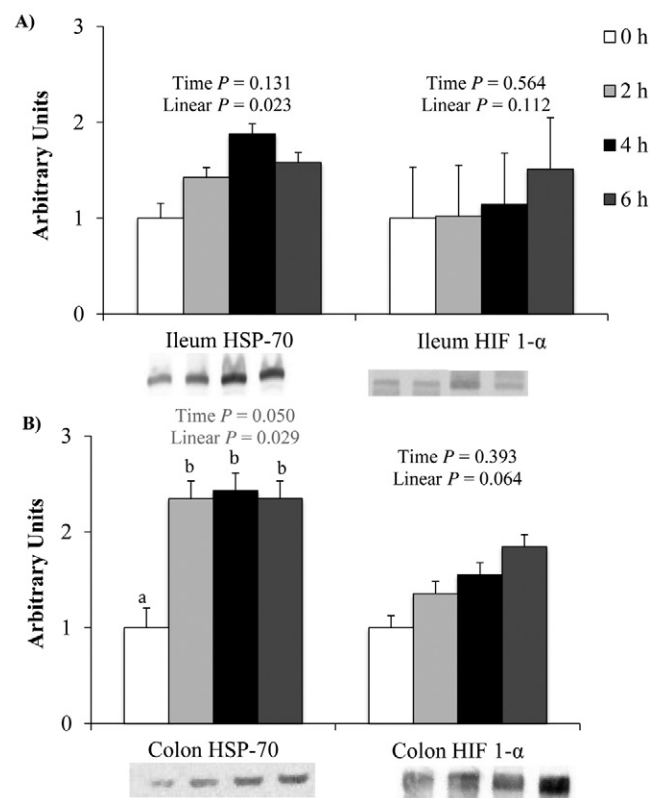 A)
3
2
1
0
Arbitrary Units
Time P = 0.131
Linear P = 0.023
Time P = 0.564
Linear P = 0.112
0 h
2 h
4 h
6 h
Ileum HSP-70
Ileum HIF 1-α
B)
3
2
1
0
Arbitrary Units
Time P = 0.050
Linear P = 0.029
a
b
b
b
Time P = 0.393
Linear P = 0.064
Colon HSP-70
Colon HIF 1-α